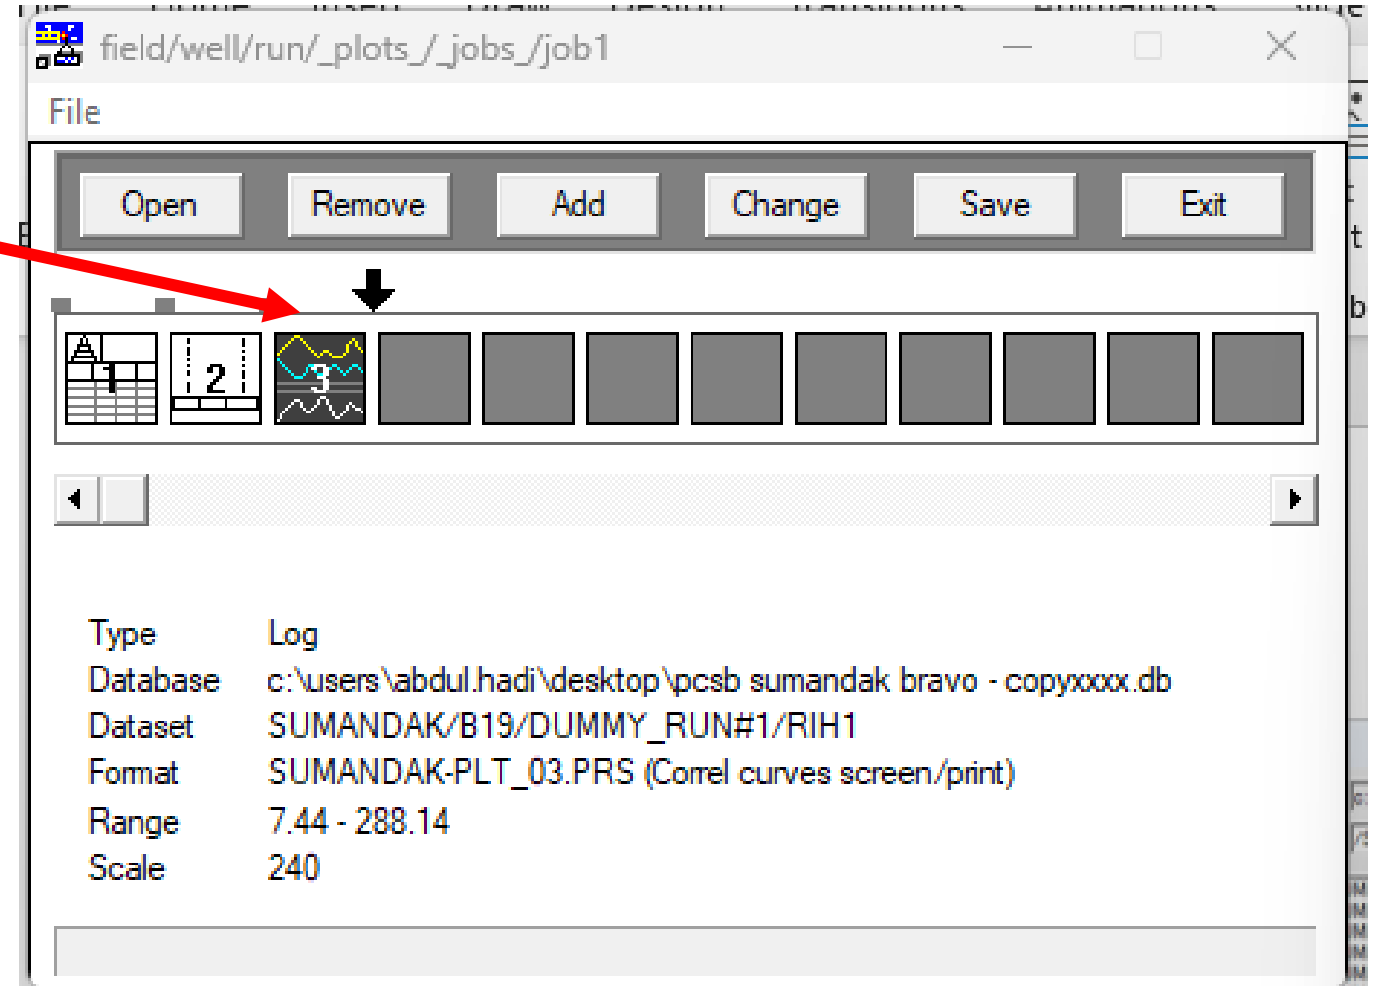 field/well/run/_plots_/_jobs_/job1
File
Open Remove Add Change Save Exit
1 2 3
Type Log
Database c:\users\abdul.hadi\desktop\pcsb sumandak bravo - copyxxxx.db
Dataset SUMANDAK/B19/DUMMY_RUN#1/RIH1
Format SUMANDAK-PLT_03.PRS (Correl curves screen/print)
Range 7.44 - 288.14
Scale 240